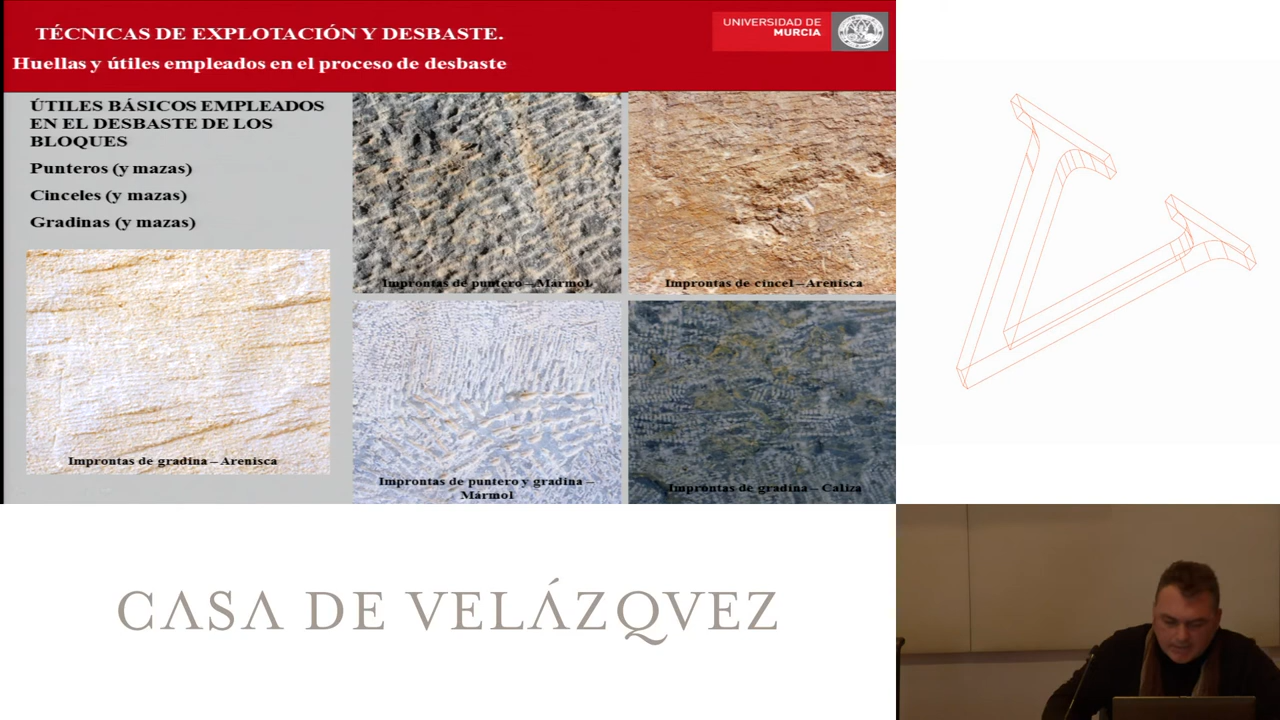 TÉCNICAS DE EXPLOTACIÓN Y DESBASTE.
Huellas y útiles empleados en el proceso de desbaste
UNIVERSIDAD DE
MURCIA
ÚTILES BÁSICOS EMPLEADOS
EN EL DESBASTE DE LOS
BLOQUES
Punteros (y mazas)
Cinceles (y mazas)
Gradinas (y mazas)
Improntas de puntero – Mármol
Improntas de cincel – Arenisca
Improntas de gradina – Arenisca
Improntas de puntero y gradina –
Mármol
Improntas de gradina – Caliza
CASA DE VELÁZQVEZ